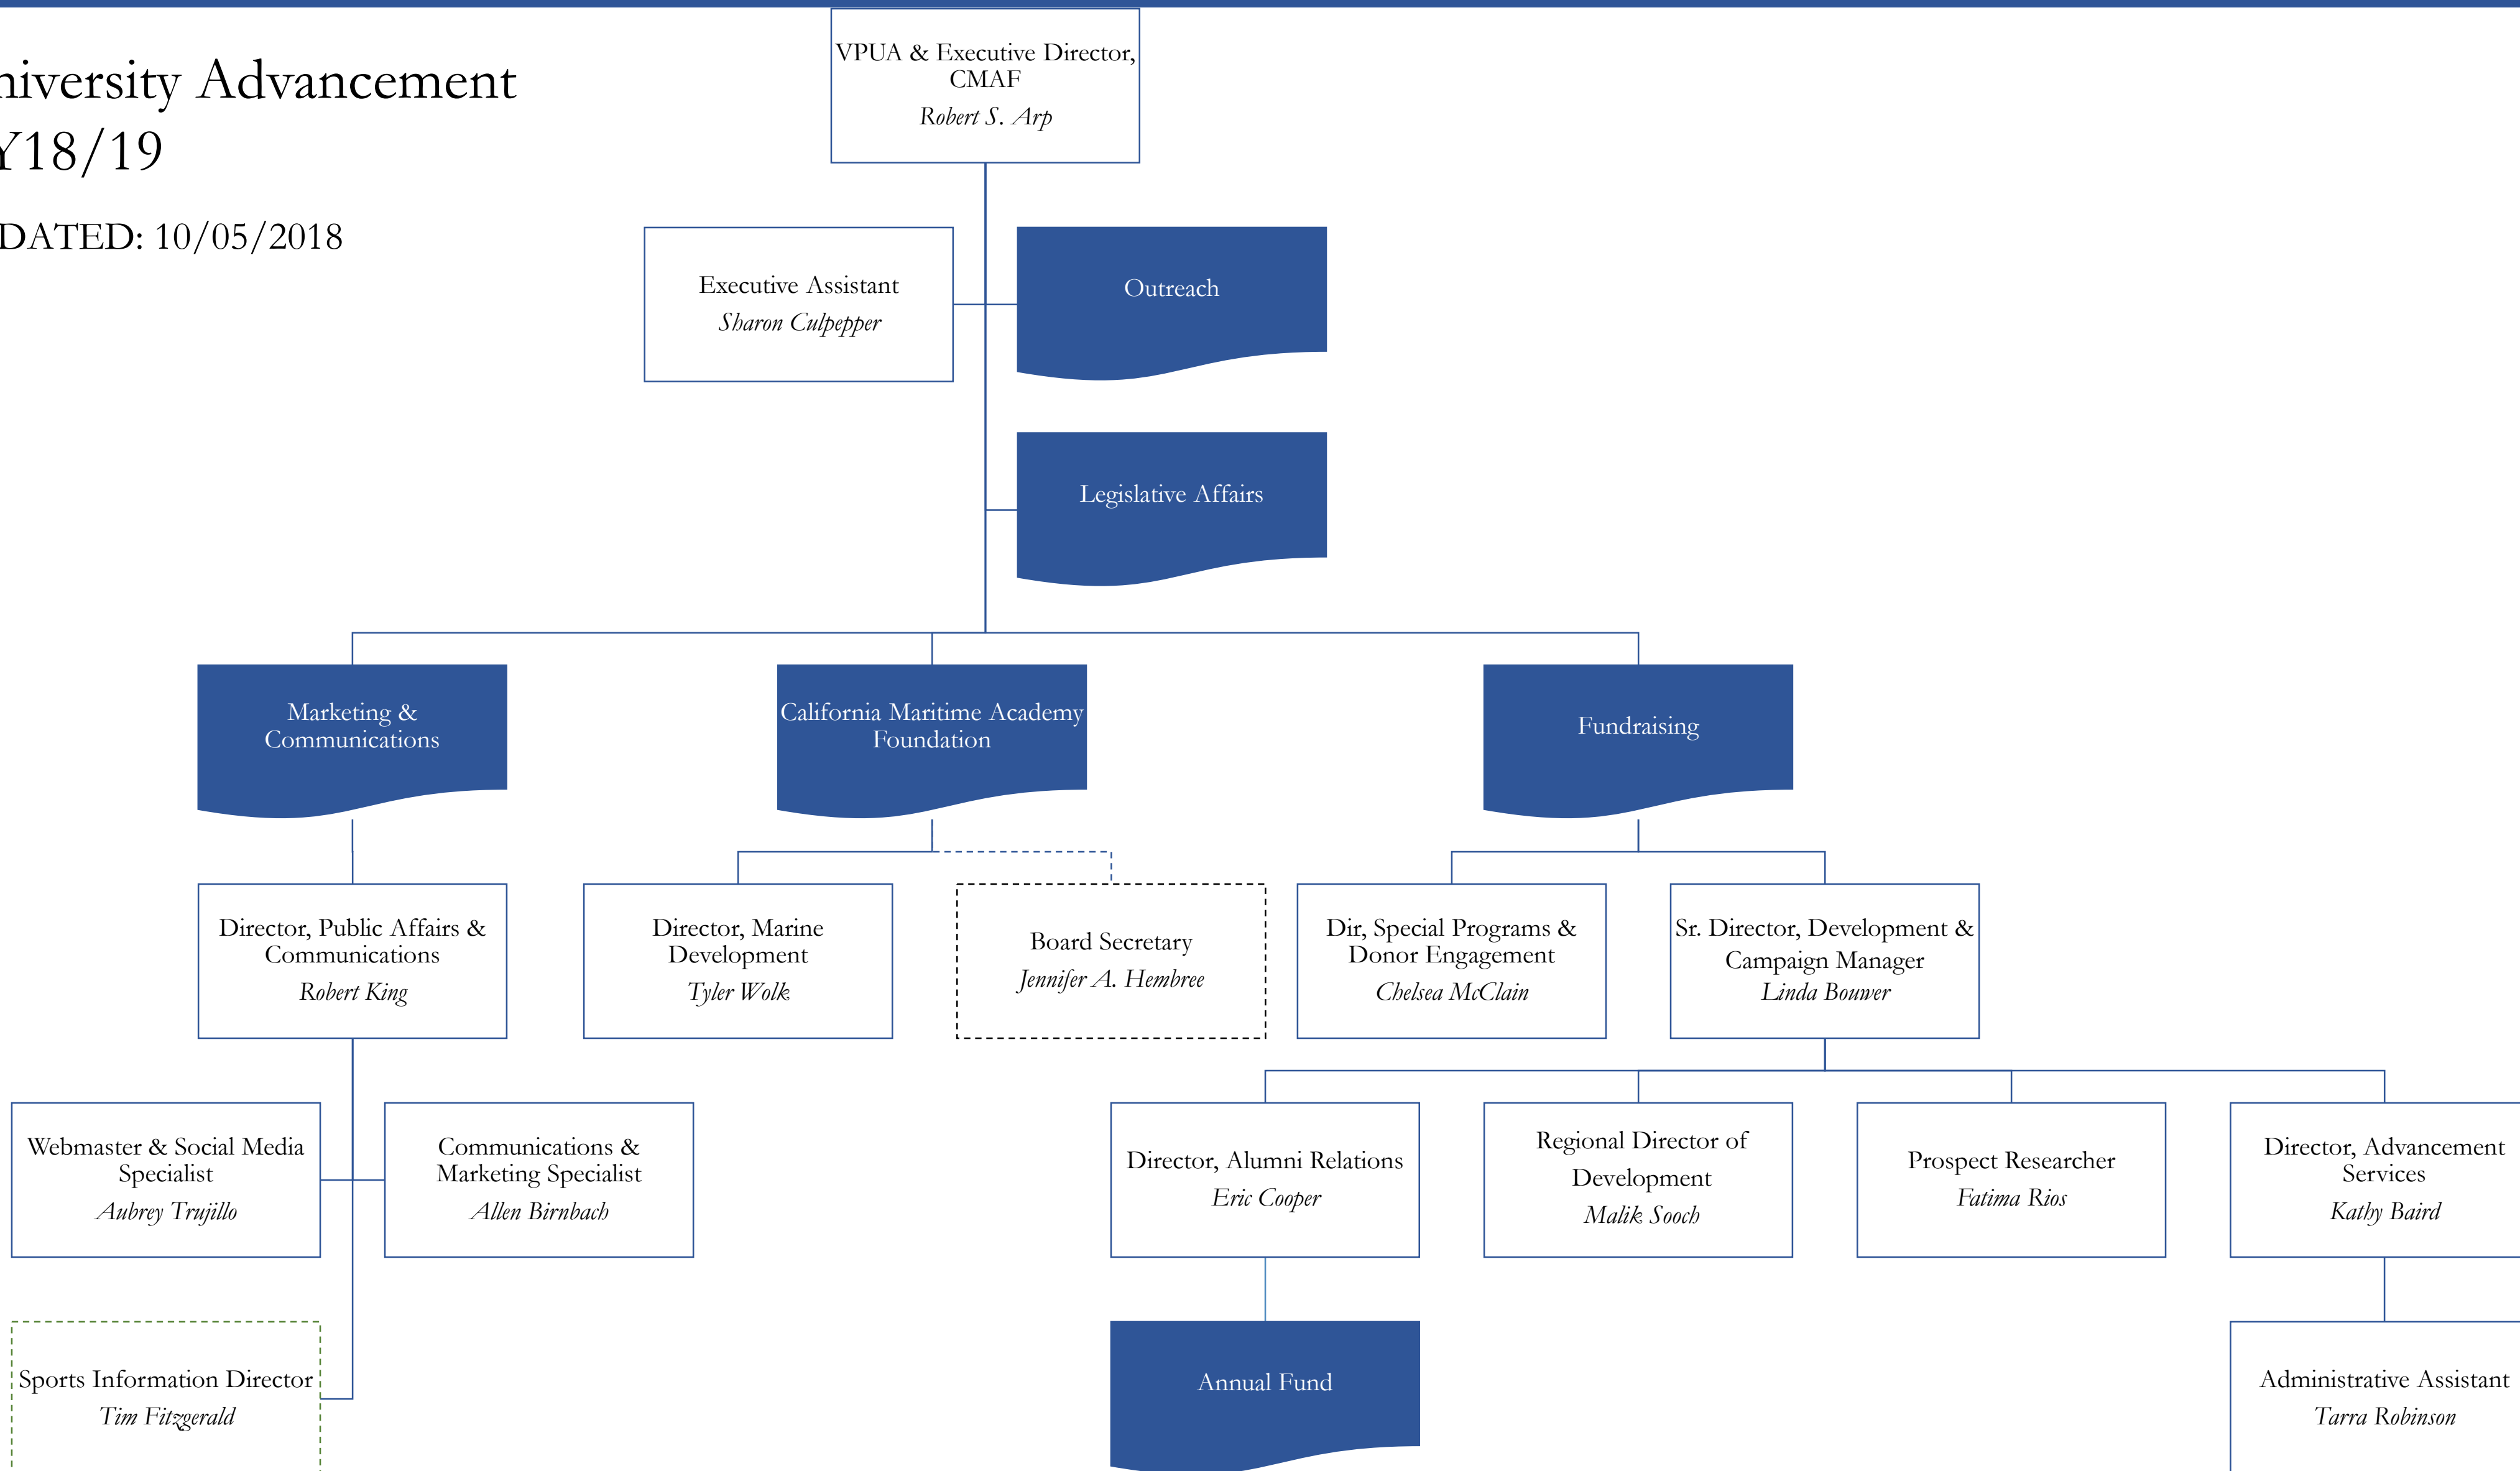 niversity Advancement
Y18/19
DATED: 10/05/2018
VPUA & Executive Director,
CMAF
Robert S. Arp
Executive Assistant
Sharon Culpepper
Outreach
Legislative Affairs
Marketing &
Communications
California Maritime Academy
Foundation
Fundraising
Director, Public Affairs &
Communications
Robert King
Director, Marine
Development
Tyler Wolk
Board Secretary
Jennifer A. Hembree
Dir, Special Programs &
Donor Engagement
Chelsea McClain
Sr. Director, Development &
Campaign Manager
Linda Bouwer
Webmaster & Social Media
Specialist
Aubrey Trujillo
Communications &
Marketing Specialist
Allen Birnbach
Director, Alumni Relations
Eric Cooper
Regional Director of
Development
Malik Sooch
Prospect Researcher
Fatima Rios
Director, Advancement
Services
Kathy Baird
Sports Information Director
Tim Fitzgerald
Annual Fund
Administrative Assistant
Tarra Robinson